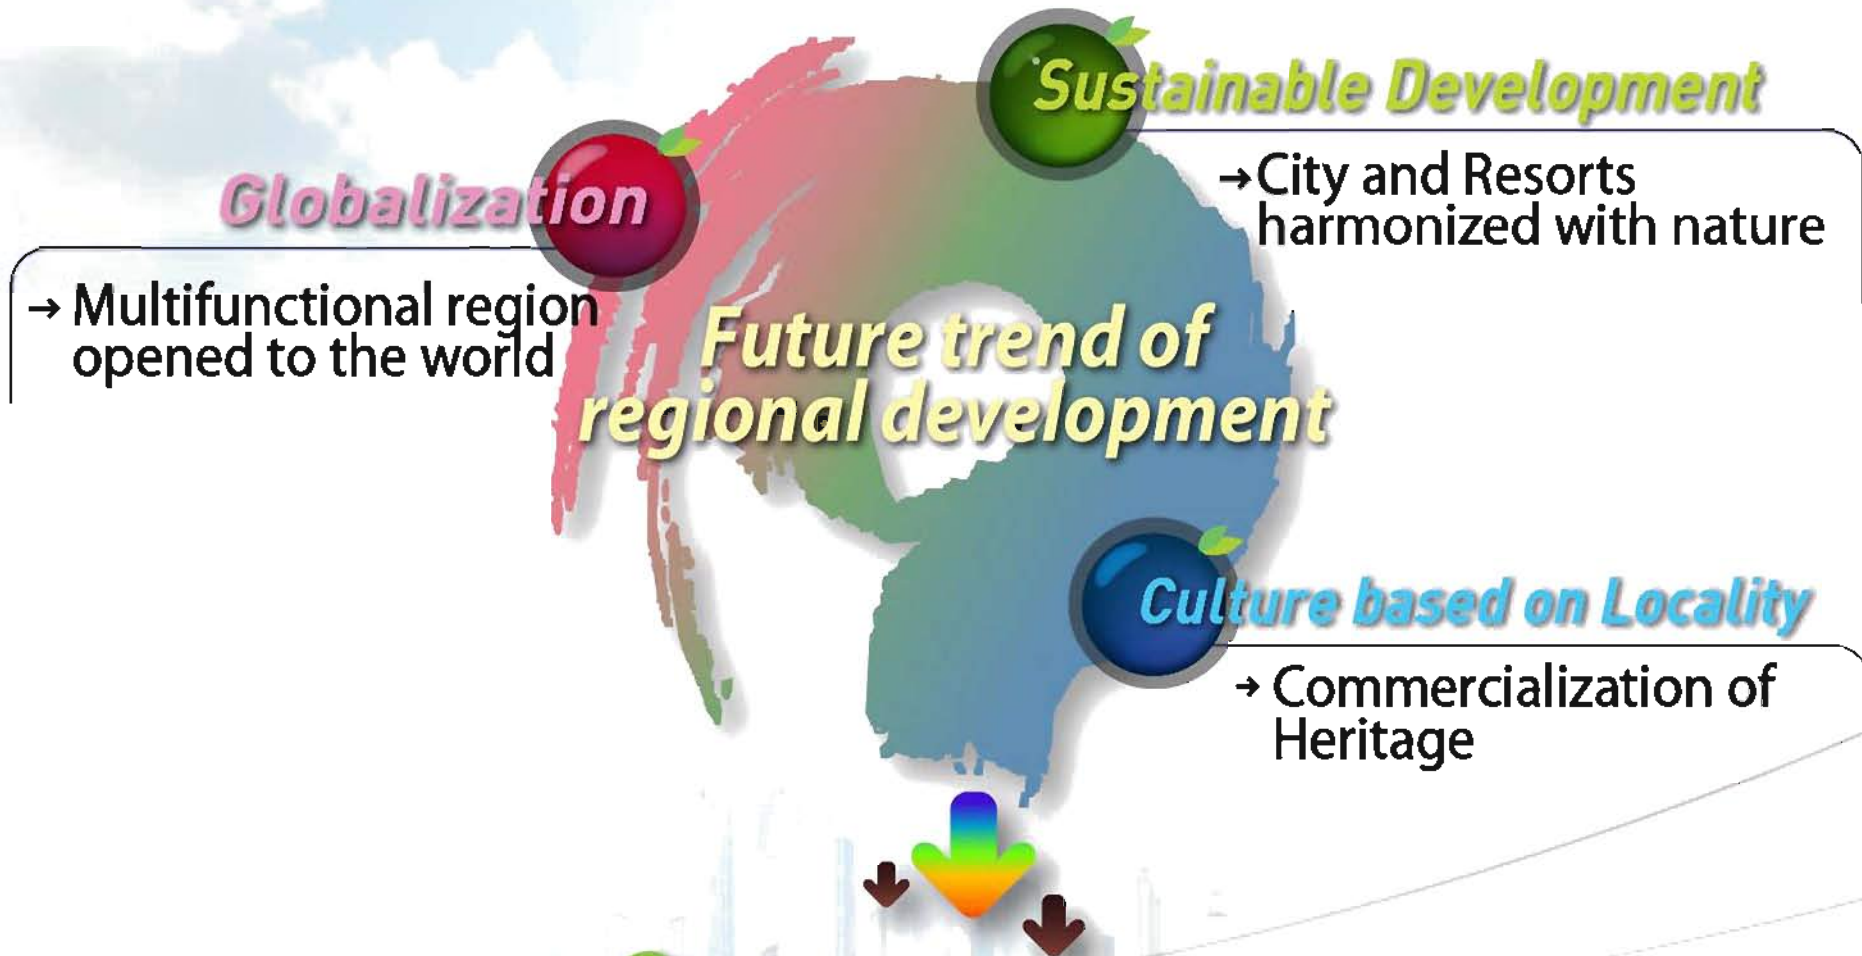 Sustainable Development
→City and Resorts
harmonized with nature
Globalization
→ Multifunctional region
opened to the world
Future trend of
regional development
Culture based on Locality
→ Commercialization of
Heritage